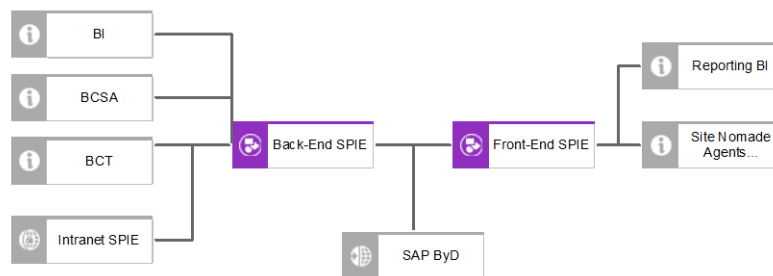 BI
BCSA
BCT
Intranet SPIE
Back-End SPIE
SAP ByD
Front-End SPIE
Reporting BI
Site Nomade
Agents...